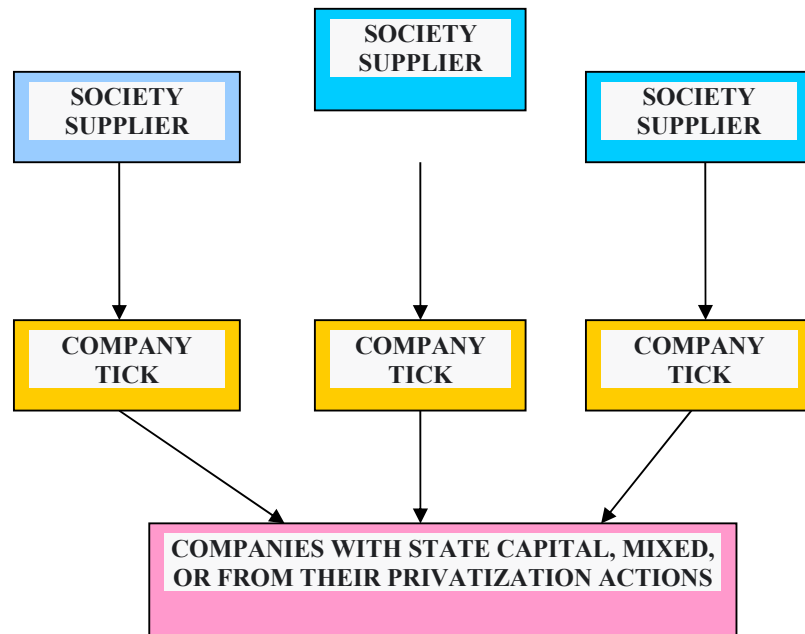 SOCIETY
SUPPLIER
SOCIETY
SUPPLIER
SOCIETY
SUPPLIER
COMPANY
TICK
COMPANY
TICK
COMPANY
TICK
COMPANIES WITH STATE CAPITAL, MIXED,
OR FROM THEIR PRIVATIZATION ACTIONS